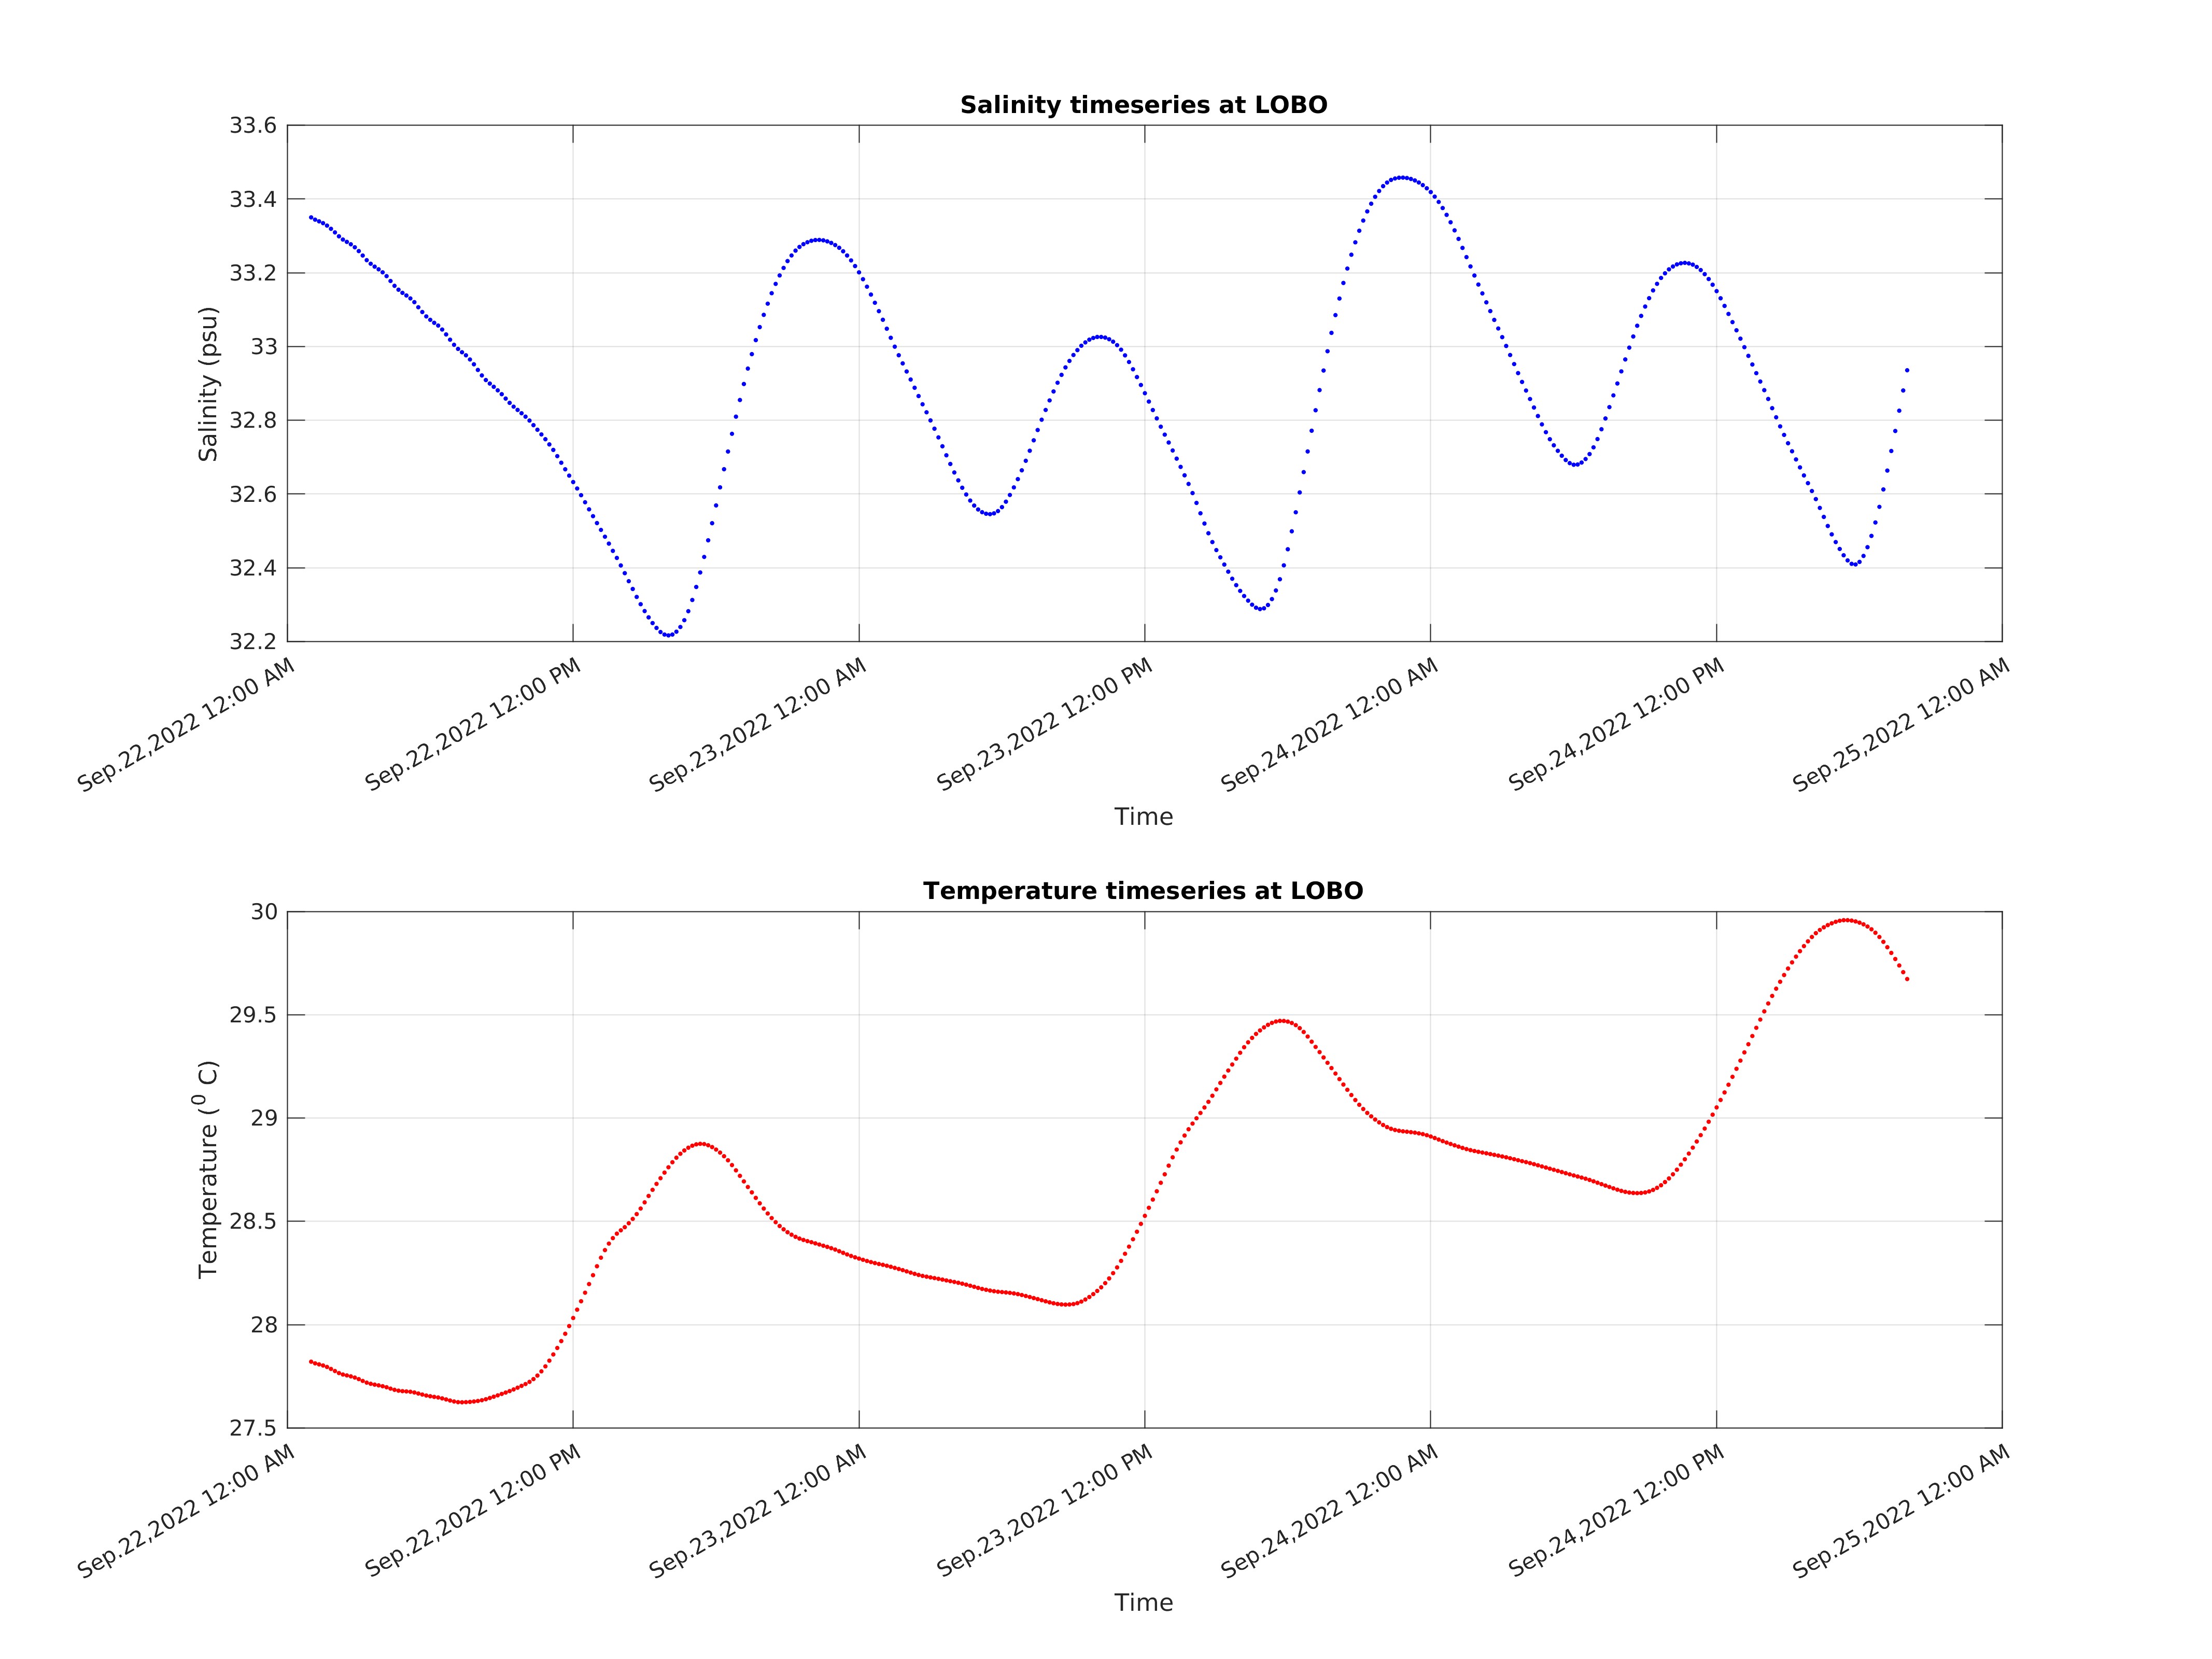 Salinity timeseries at LOBO
33.6
33.4
33.2
33
32.8
32.6
32.4
32.2
Salinity (psu)
Sep.22,2022 12:00 AM
Sep.22,2022 12:00 PM
Sep.23,2022 12:00 AM
Sep.23,2022 12:00 PM
Sep.24,2022 12:00 AM
Sep.24,2022 12:00 PM
Sep.25,2022 12:00 AM
Time
Temperature timeseries at LOBO
30
29.5
29
28.5
28
27.5
Temperature (⁰ C)
Sep.22,2022 12:00 AM
Sep.22,2022 12:00 PM
Sep.23,2022 12:00 AM
Sep.23,2022 12:00 PM
Sep.24,2022 12:00 AM
Sep.24,2022 12:00 PM
Sep.25,2022 12:00 AM
Time